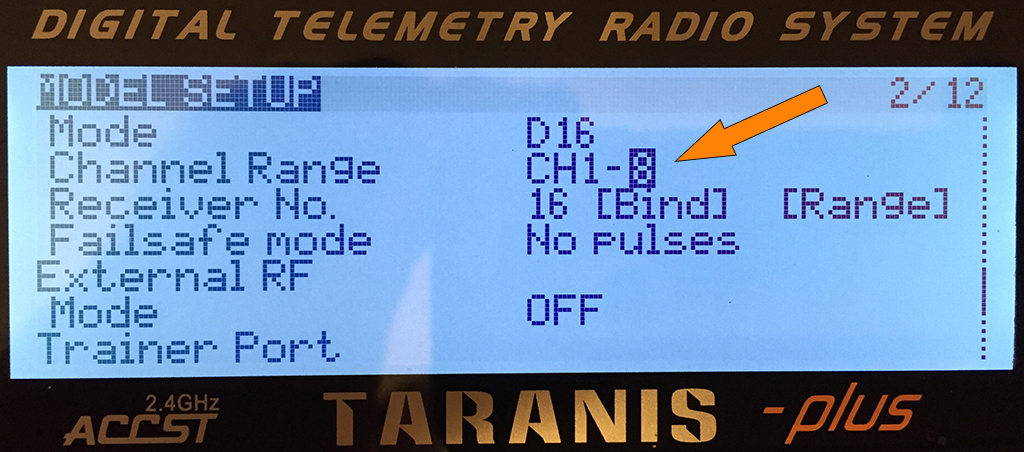 DIGITAL TELEMETRY RADIO SYSTEM
MODEL SETUP 2/12
Mode D16
Channel Range CH1-8
Receiver No. 16 [Bind] [Range]
Failsafe mode No pulses
External RF
Mode OFF
Trainer Port
2.4GHz
ACCST TARANIS -plus